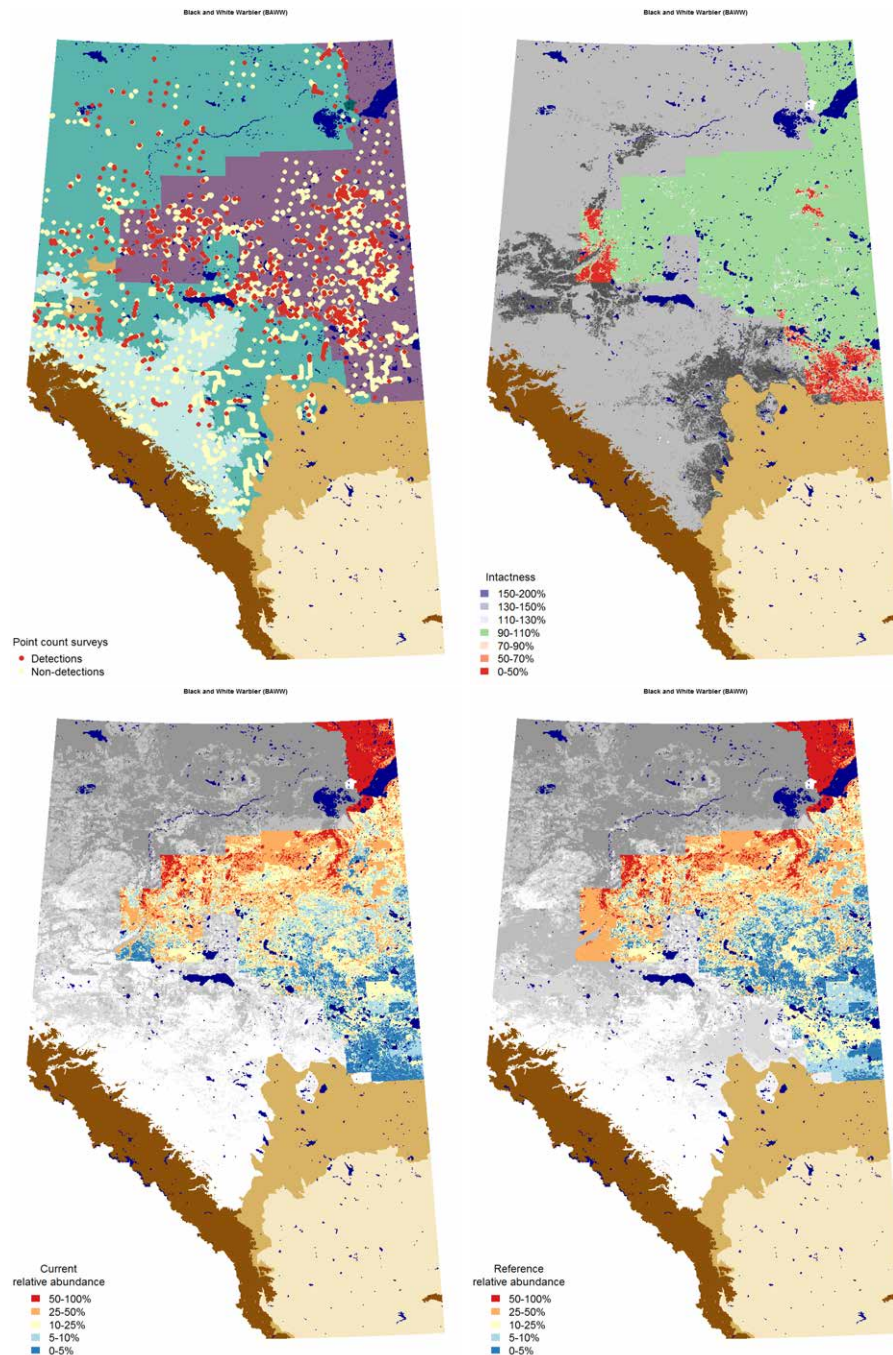 Black and White Warbler (BAWW)
Point count surveys
Detections
Non-detections
Black and White Warbler (BAWW)
Intactness
150-200%
130-150%
110-130%
90-110%
70-90%
50-70%
0-50%
Black and White Warbler (BAWW)
Current
relative abundance
50-100%
25-50%
10-25%
5-10%
0-5%
Black and White Warbler (BAWW)
Reference
relative abundance
50-100%
25-50%
10-25%
5-10%
0-5%